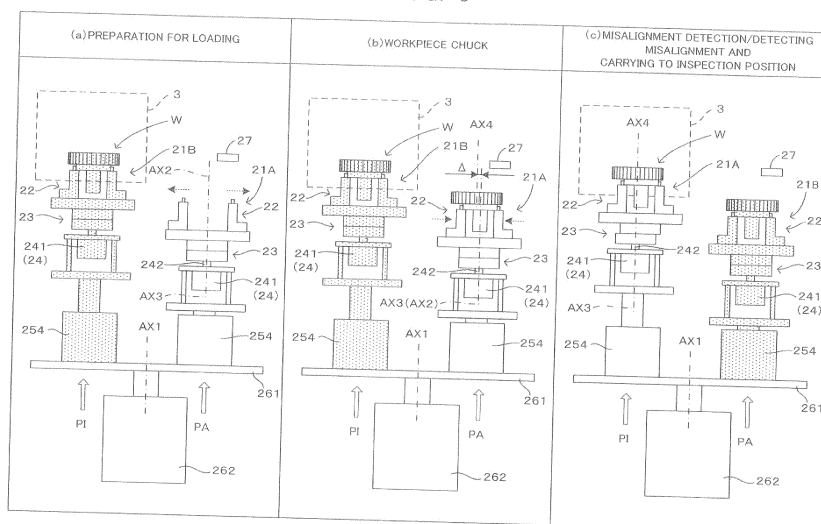 (a)PREPARATION FOR LOADING
(b)WORKPIECE CHUCK
(c)MISALIGNMENT DETECTION/DETECTING
MISALIGNMENT AND
CARRYING TO INSPECTION POSITION
3
W
27
21B
AX2
21A
22
22
23
23
241
(24)
242
241
(24)
AX3
AX1
254
254
261
PI
PA
262
3
W
AX4
27
21B
Δ
21A
22
22
23
23
241
(24)
242
241
(24)
AX3(AX2)
AX1
254
254
261
PI
PA
262
3
AX4
W
27
21A
21B
22
22
23
23
242
241
(24)
241
(24)
AX3
AX1
254
254
261
PI
PA
262